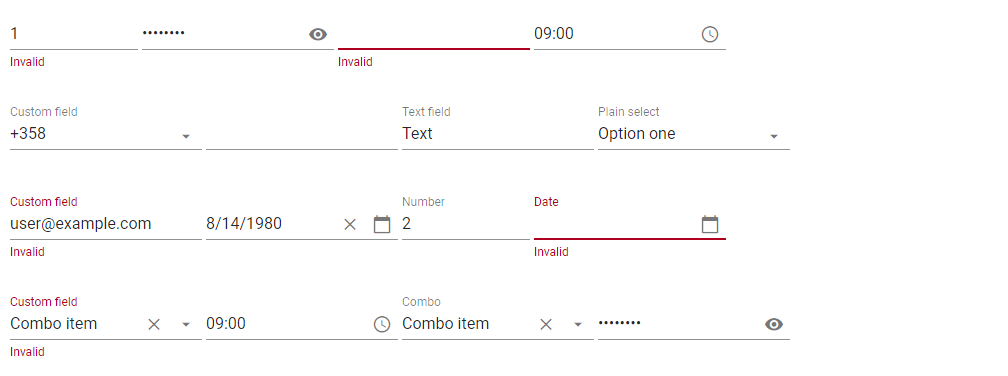 1 •••••••• 09:00
Invalid Invalid
Custom field Text field Plain select
+358 Text Option one
Custom field Number Date
user@example.com 8/14/1980 2
Invalid Invalid
Custom field Combo
Combo item 09:00 Combo item ••••••••
Invalid